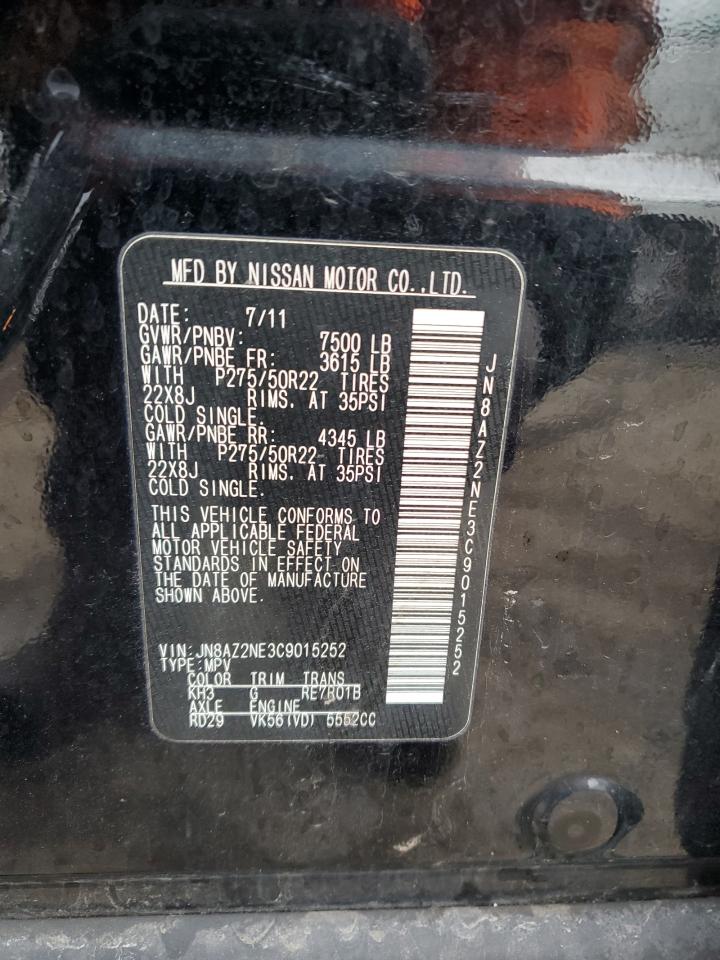 MFD BY NISSAN MOTOR CO.,LTD.
DATE: 7/11
GVWR/PNBV: 7500 LB
GAWR/PNBE FR: 3615 LB
WITH P275/50R22 TIRES
22X8J RIMS. AT 35PSI
COLD SINGLE.
GAWR/PNBE RR: 4345 LB
WITH P275/50R22 TIRES
22X8J RIMS. AT 35PSI
COLD SINGLE.
THIS VEHICLE CONFORMS TO
ALL APPLICABLE FEDERAL
MOTOR VEHICLE SAFETY
STANDARDS IN EFFECT ON
THE DATE OF MANUFACTURE
SHOWN ABOVE.
VIN:JN8AZ2NE3C9015252
TYPE:MPV
COLOR TRIM TRANS
KH3 G RE7R01B
AXLE ENGINE
RD29 VK56(VD) 5552CC
JN8AZ2NE3C9015252